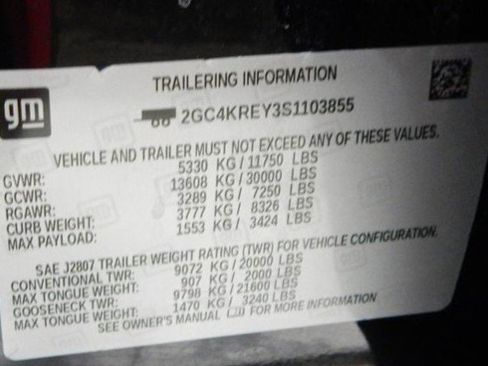 gm
TRAILERING INFORMATION
2GC4KREY3S1103855
VEHICLE AND TRAILER MUST NOT EXCEED ANY OF THESE VALUES.
GVWR: 5330 KG / 11750 LBS
GCWR: 13608 KG / 30000 LBS
RGAWR: 3289 KG / 7250 LBS
CURB WEIGHT: 3777 KG / 8326 LBS
MAX PAYLOAD: 1553 KG / 3424 LBS
SAE J2807 TRAILER WEIGHT RATING (TWR) FOR VEHICLE CONFIGURATION.
CONVENTIONAL TWR: 9072 KG / 20000 LBS
MAX TONGUE WEIGHT: 907 KG / 2000 LBS
GOOSENECK TWR: 9798 KG / 21600 LBS
MAX TONGUE WEIGHT: 1470 KG / 3240 LBS
SEE OWNER'S MANUAL FOR MORE INFORMATION